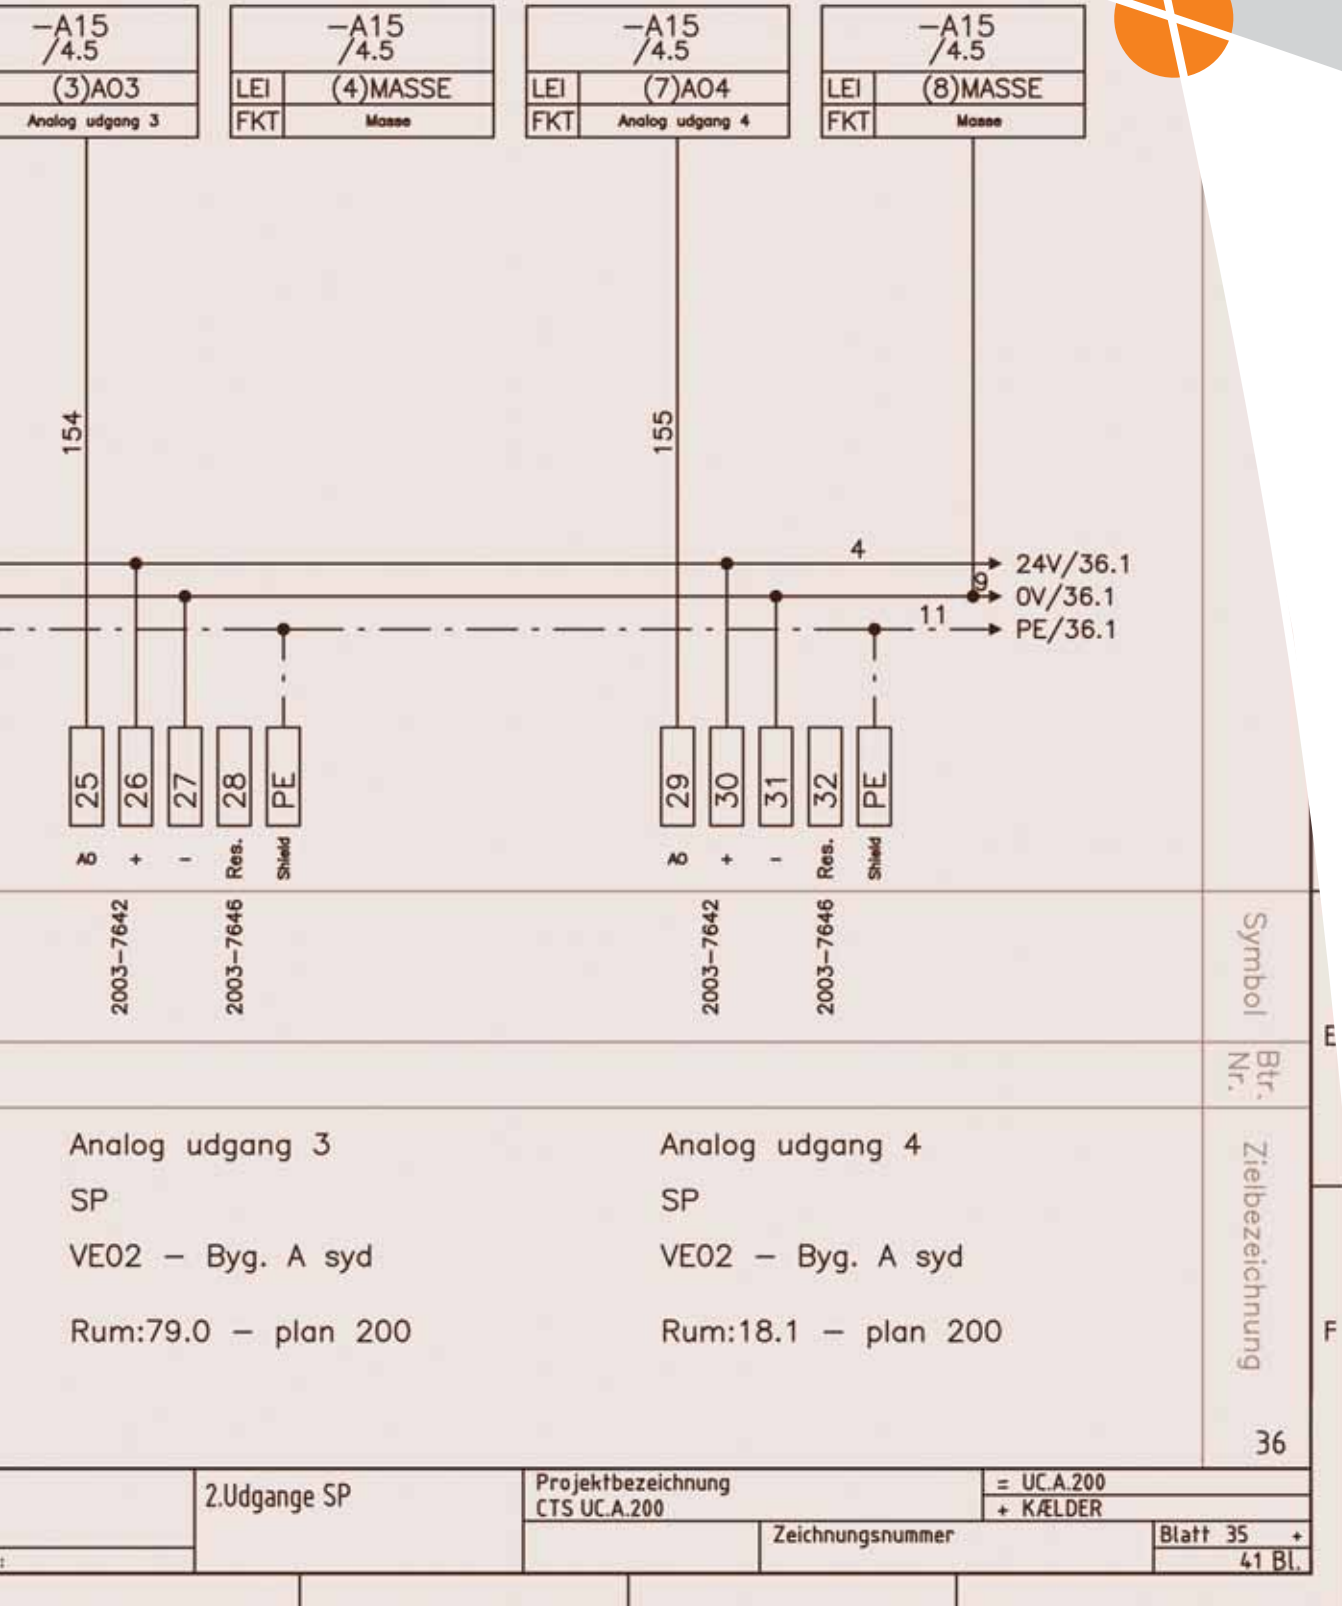 -A15
/4.5
(3)AO3
Analog udgang 3
-A15
/4.5
LEI (4)MASSE
FKT Masse
-A15
/4.5
LEI (7)AO4
FKT Analog udgang 4
-A15
/4.5
LEI (8)MASSE
FKT Masse
154
155
4
24V/36.1
9
0V/36.1
11
PE/36.1
25 26 27 28 PE
AO + - Res. Shield
2003-7642 2003-7646
29 30 31 32 PE
AO + - Res. Shield
2003-7642 2003-7646
Symbol
E
Btr.
Nr.
Analog udgang 3
SP
VE02 - Byg. A syd
Rum:79.0 - plan 200
Analog udgang 4
SP
VE02 - Byg. A syd
Rum:18.1 - plan 200
Zielbezeichnung
F
36
2.Udgange SP
Projektbezeichnung
CTS UC.A.200
= UC.A.200
+ KÆLDER
Zeichnungsnummer
Blatt 35 +
41 Bl.